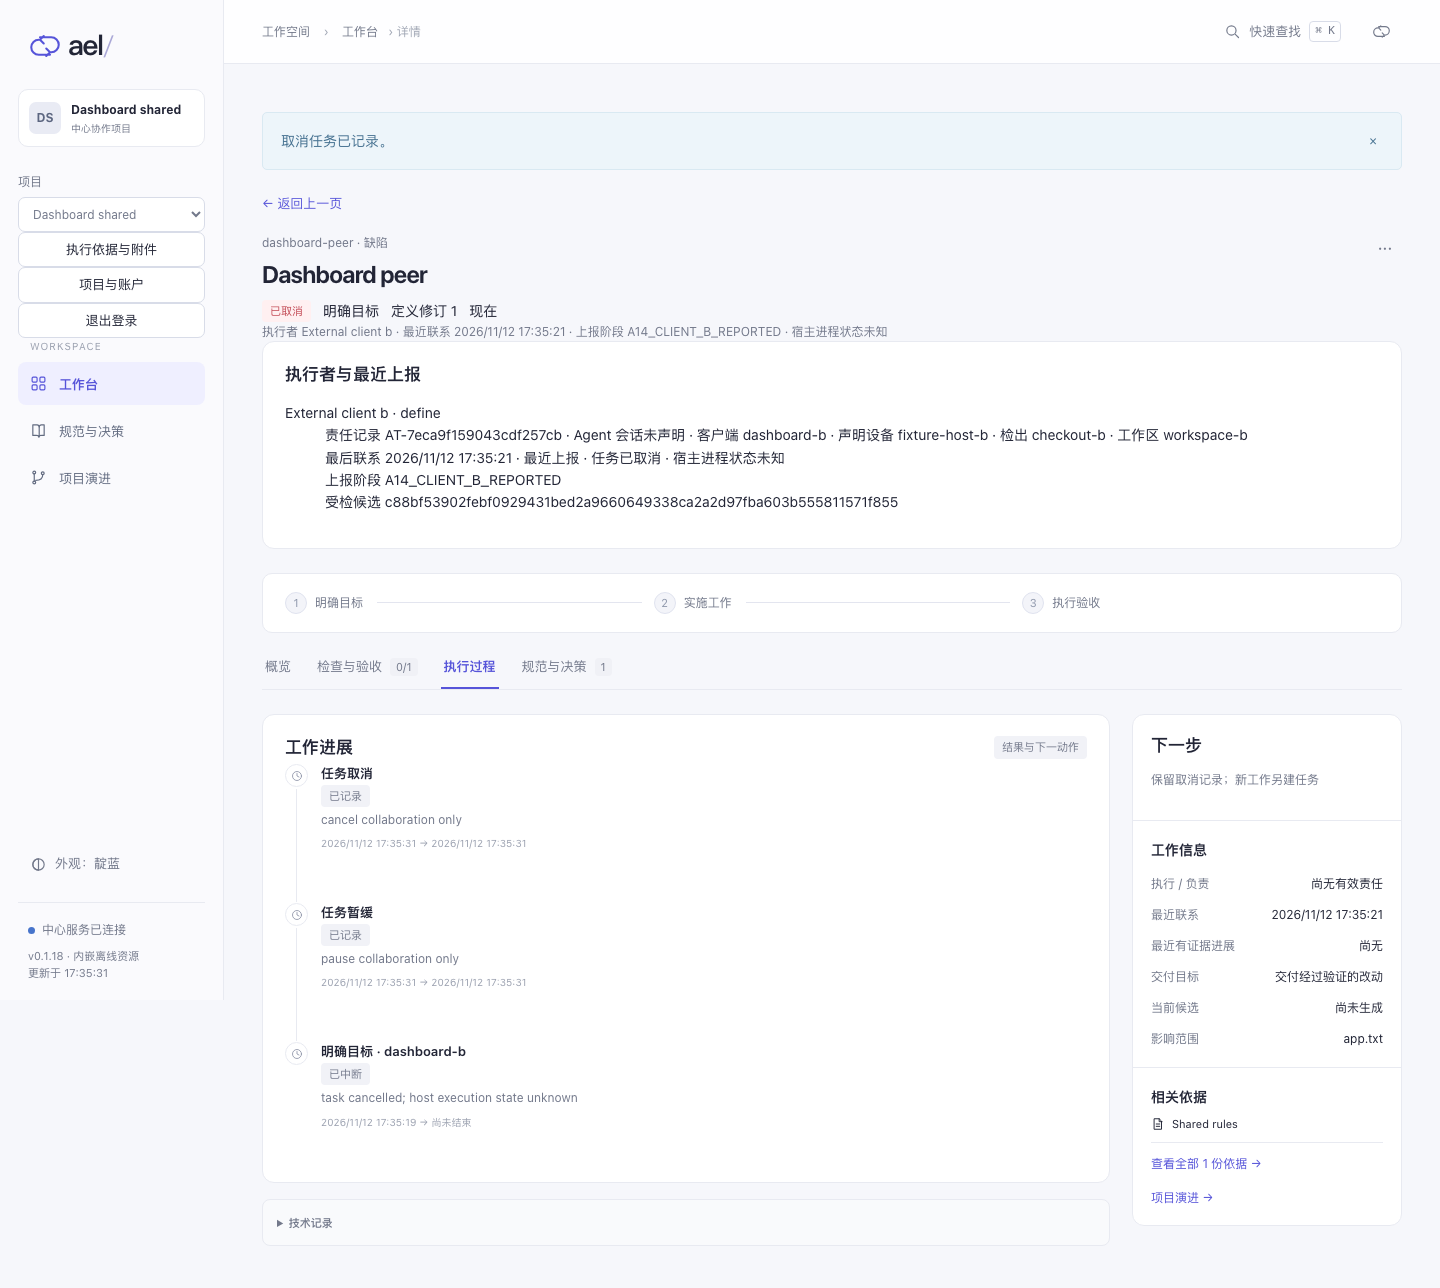 ael/
DS
Dashboard shared
中心协作项目
项目
Dashboard shared
执行依据与附件
项目与账户
退出登录
WORKSPACE
工作台
规范与决策
项目演进
外观：靛蓝
中心服务已连接
v0.1.18 · 内嵌离线资源
更新于 17:35:31
工作空间 › 工作台 › 详情
快速查找 ⌘ K
取消任务已记录。 ×
← 返回上一页
dashboard-peer · 缺陷
…
Dashboard peer
已取消 明确目标 定义修订 1 现在
执行者 External client b · 最近联系 2026/11/12 17:35:21 · 上报阶段 A14_CLIENT_B_REPORTED · 宿主进程状态未知
执行者与最近上报
External client b · define
责任记录 AT-7eca9f159043cdf257cb · Agent 会话未声明 · 客户端 dashboard-b · 声明设备 fixture-host-b · 检出 checkout-b · 工作区 workspace-b
最后联系 2026/11/12 17:35:21 · 最近上报 · 任务已取消 · 宿主进程状态未知
上报阶段 A14_CLIENT_B_REPORTED
受检候选 c88bf53902febf0929431bed2a9660649338ca2a2d97fba603b555811571f855
1 明确目标 2 实施工作 3 执行验收
概览 检查与验收 0/1 执行过程 规范与决策 1
工作进展
结果与下一动作
任务取消
已记录
cancel collaboration only
2026/11/12 17:35:31 → 2026/11/12 17:35:31
任务暂缓
已记录
pause collaboration only
2026/11/12 17:35:31 → 2026/11/12 17:35:31
明确目标 · dashboard-b
已中断
task cancelled; host execution state unknown
2026/11/12 17:35:19 → 尚未结束
▶ 技术记录
下一步
保留取消记录；新工作另建任务
工作信息
执行 / 负责 尚无有效责任
最近联系 2026/11/12 17:35:21
最近有证据进展 尚无
交付目标 交付经过验证的改动
当前候选 尚未生成
影响范围 app.txt
相关依据
Shared rules
查看全部 1 份依据 →
项目演进 →